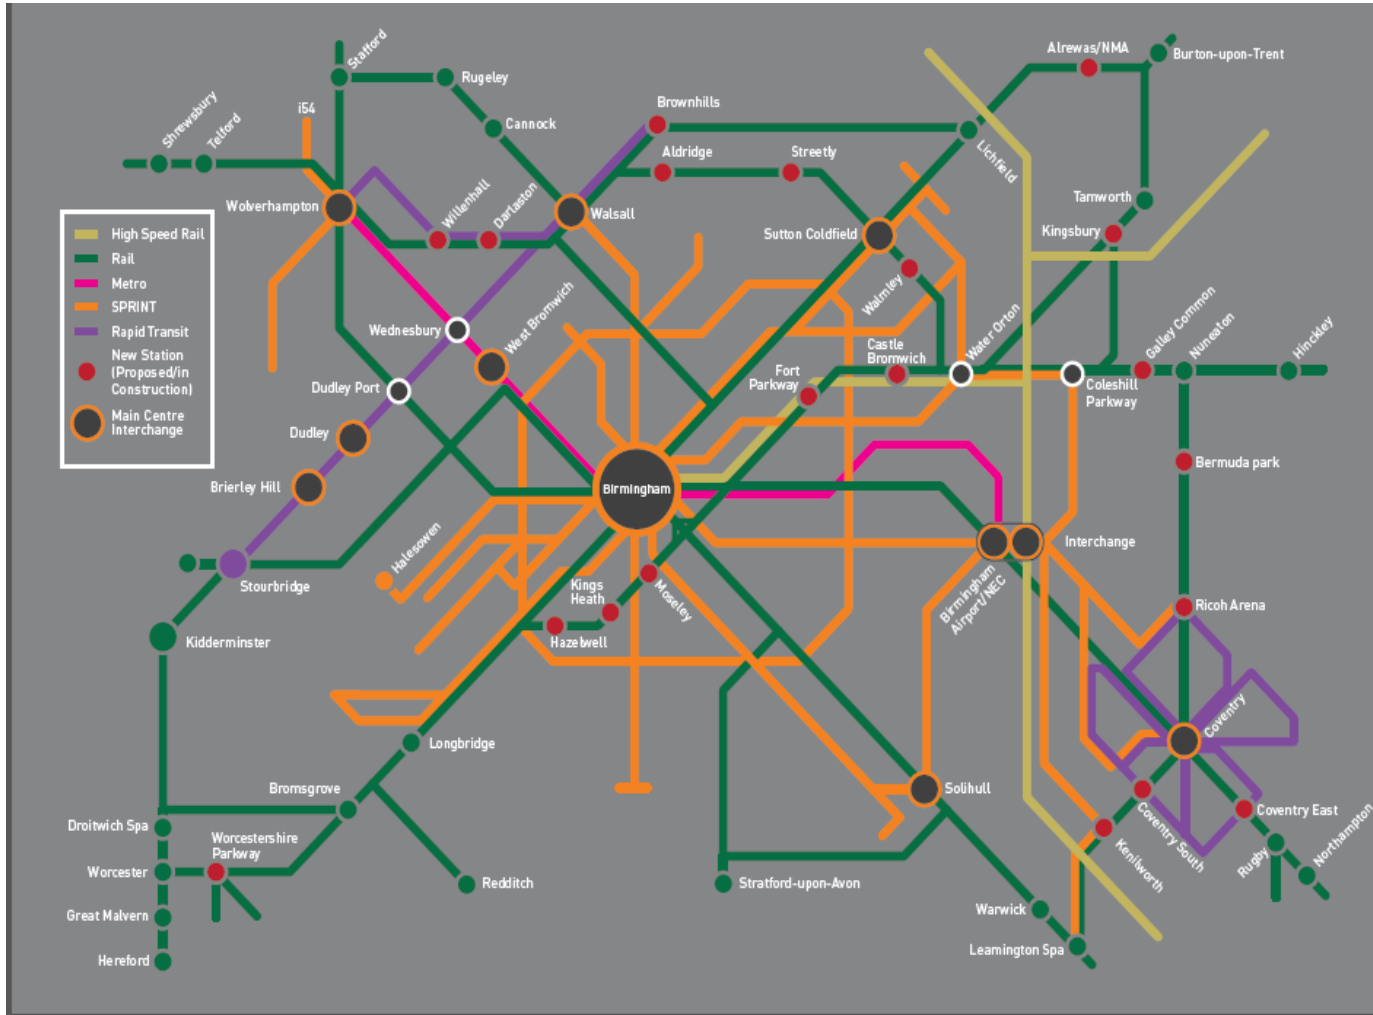 Stafford
Rugeley
Cannock
i54
Shrewsbury
Telford
Brownhills
Aldridge
Streetly
Alrewas/NMA
Burton-upon-Trent
Lichfield
Tamworth
Kingsbury
Wolverhampton
Willenhall
Darlaston
Walsall
Sutton Coldfield
Walmley
High Speed Rail
Rail
Metro
SPRINT
Rapid Transit
New Station
(Proposed/in
Construction)
Main Centre
Interchange
Wednesbury
West Bromwich
Dudley Port
Dudley
Brierley Hill
Stourbridge
Castle
Bromwich
Fort
Parkway
Water Orton
Coleshill
Parkway
Galley Common
Nuneaton
Hinckley
Bermuda park
Birmingham
Halesowen
Kings
Heath
Moseley
Hazelwell
Interchange
Birmingham
Airport/NEC
Ricoh Arena
Kidderminster
Longbridge
Bromsgrove
Droitwich Spa
Worcestershire
Parkway
Worcester
Great Malvern
Hereford
Redditch
Stratford-upon-Avon
Solihull
Warwick
Leamington Spa
Coventry
Coventry South
Coventry East
Kenilworth
Rugby
Northampton